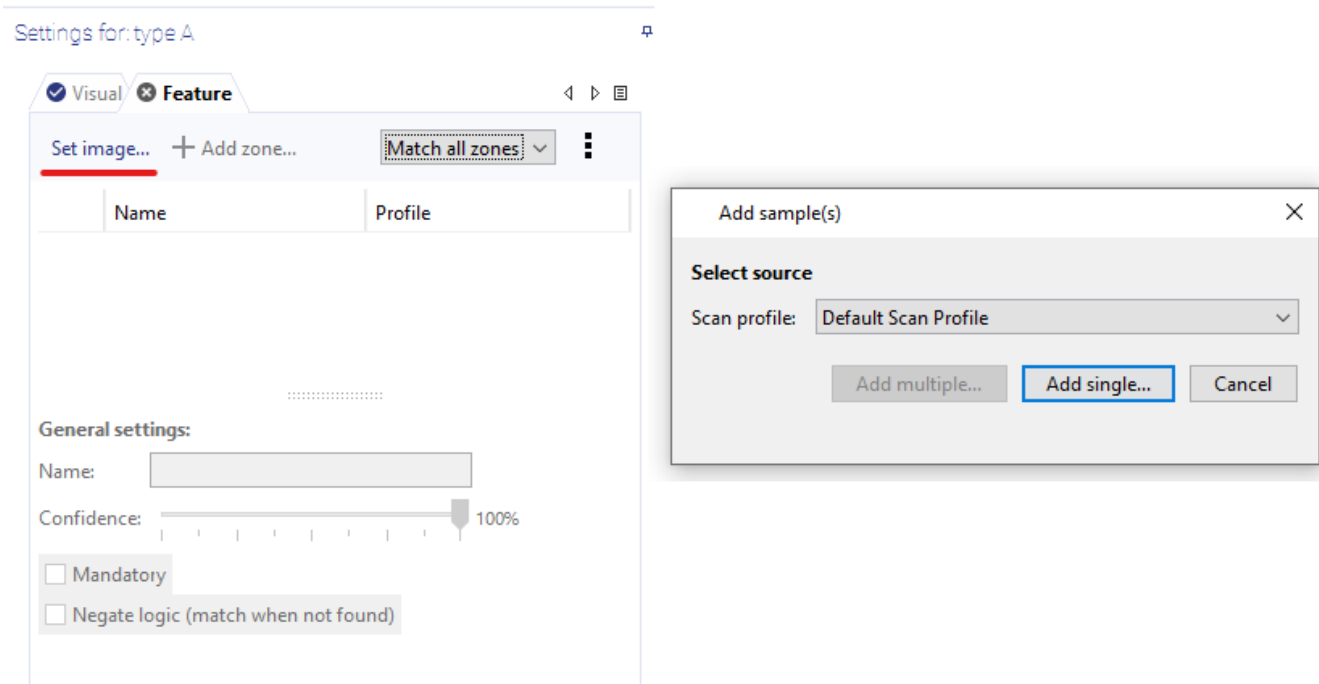 Settings for: type A
Visual Feature
Set image... Add zone... Match all zones
Name Profile
General settings:
Name:
Confidence: 100%
Mandatory
Negate logic (match when not found)
Add sample(s)
Select source
Scan profile: Default Scan Profile
Add multiple... Add single... Cancel